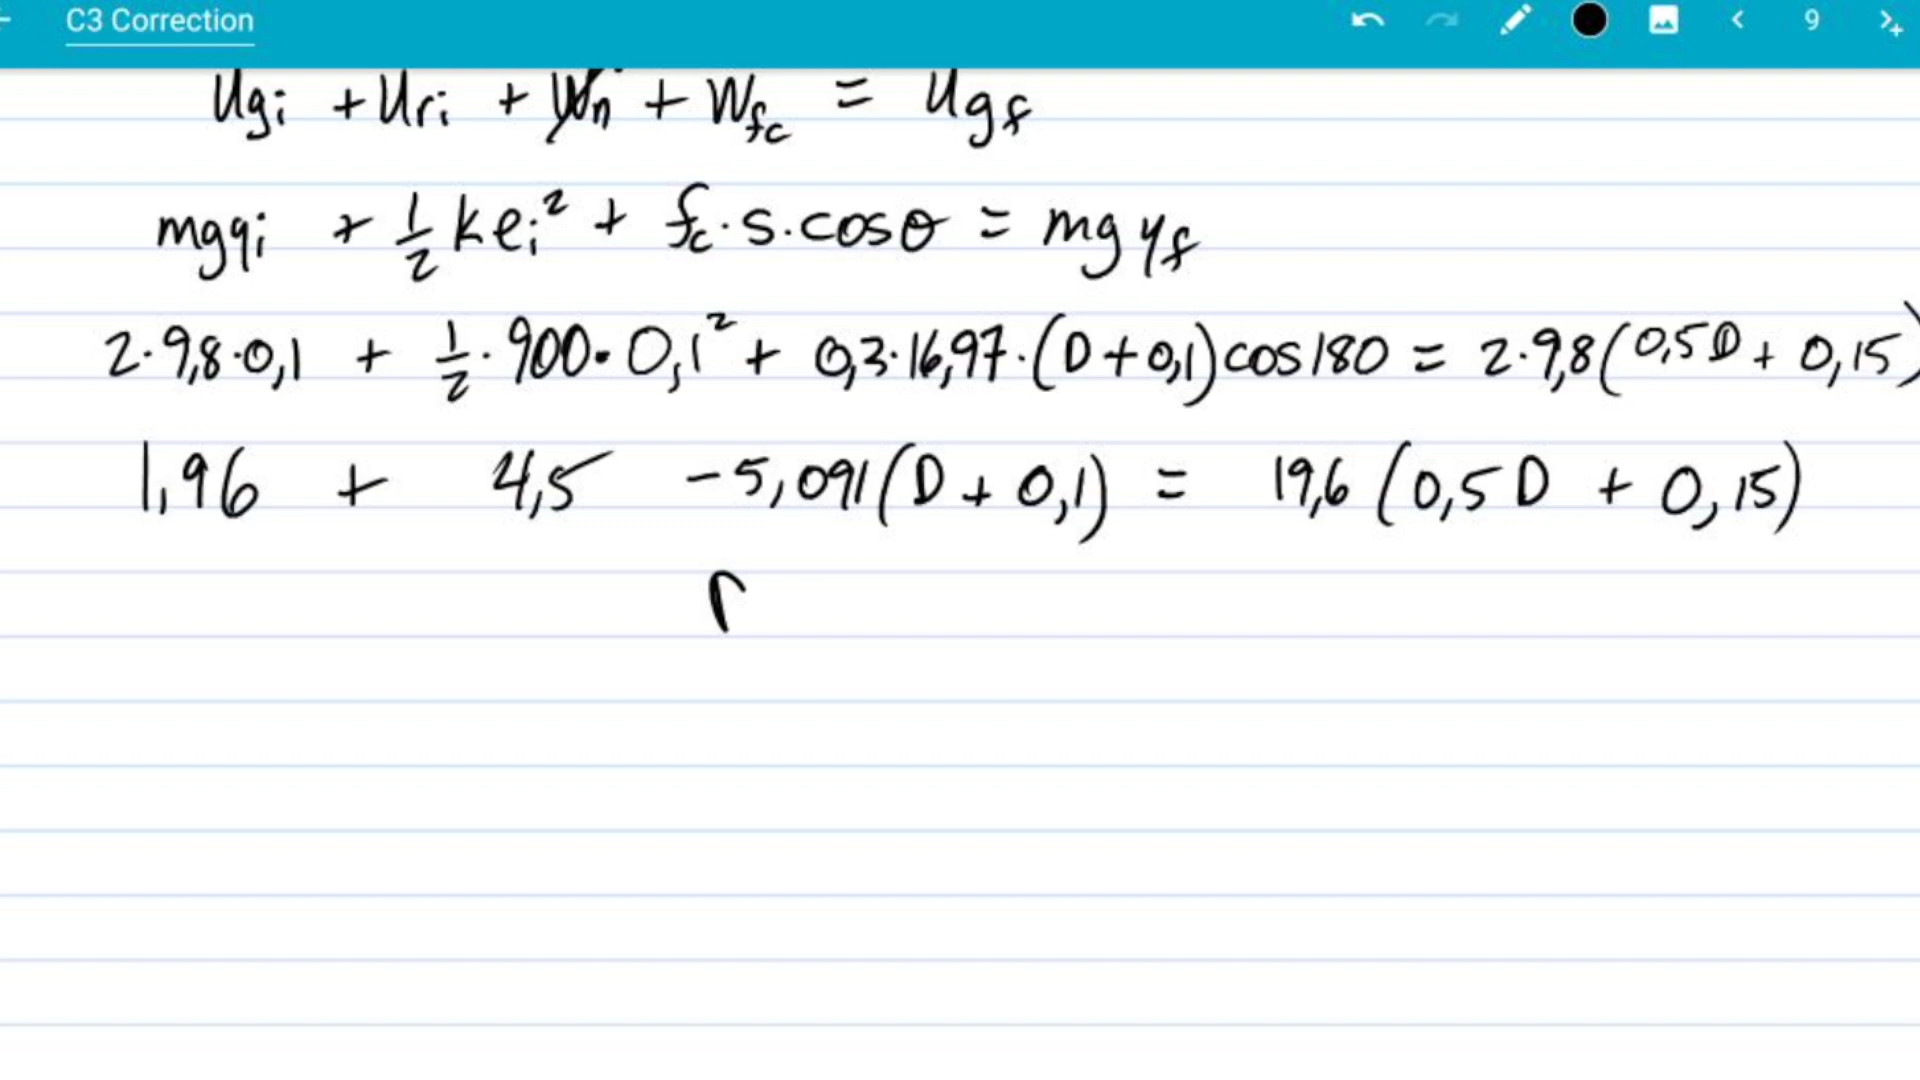 C3 Correction
9
Ugi + Uri + Wn + Wfc = Ugf
mgyi + 1/2 kei² + fc·s·cosθ = mgyf
2·9,8·0,1 + 1/2·900·0,1² + 0,3·16,97·(D+0,1)cos180 = 2·9,8(0,5D+0,15)
1,96 + 4,5 -5,091(D+0,1) = 19,6(0,5D + 0,15)